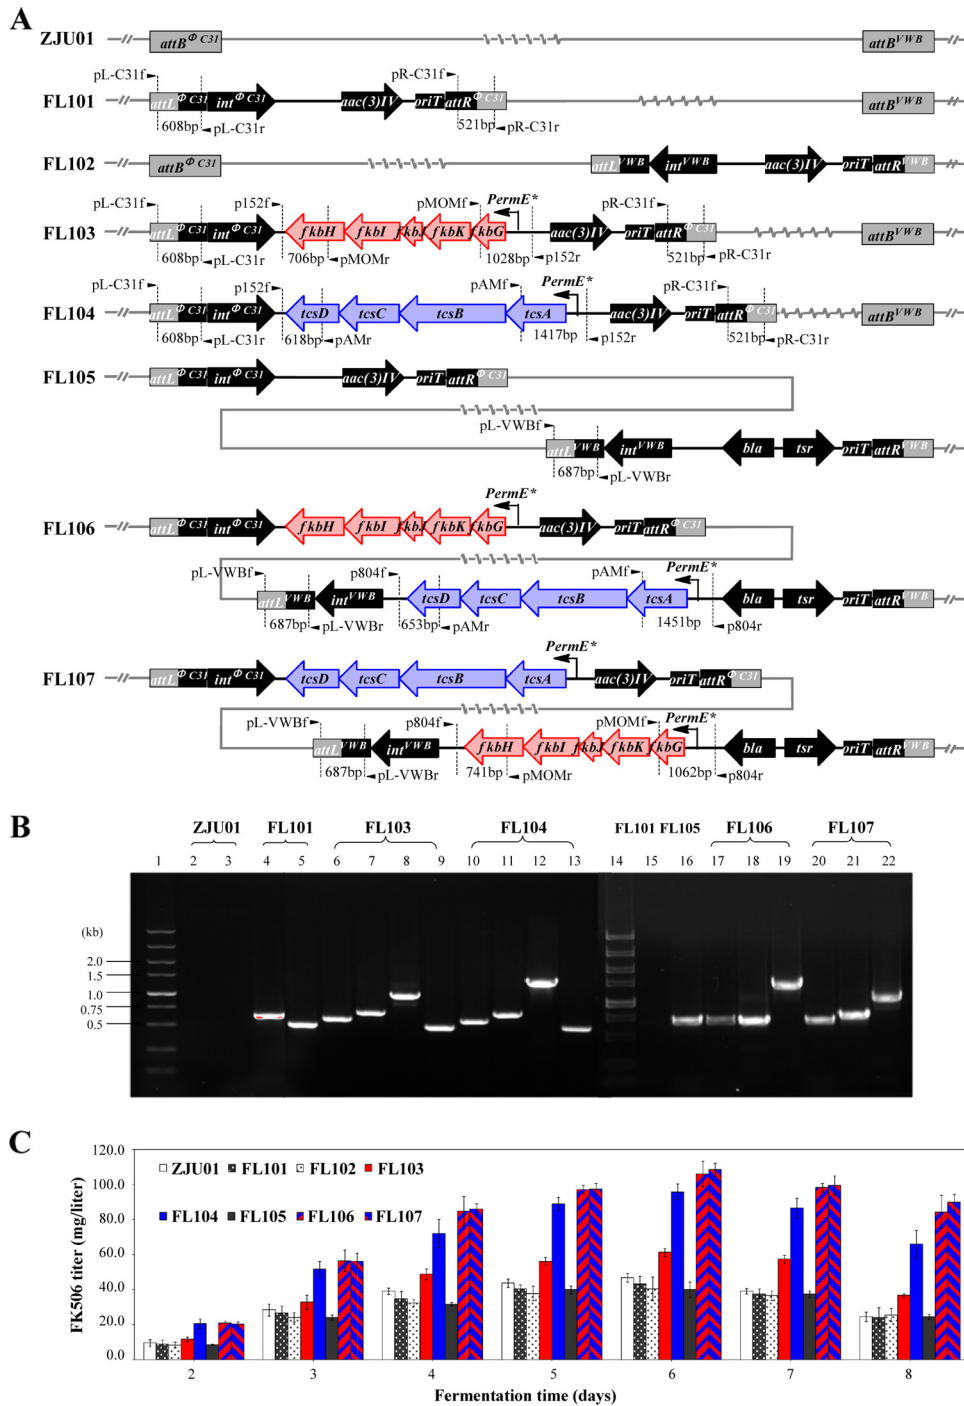 A
ZJU01 attB^ΦC31 attB^VWB
pL-C31f pR-C31f
FL101 attL^ΦC31 int^ΦC31 aac(3)IV oriT attR^ΦC31 attB^VWB
608bp pL-C31r 521bp pR-C31r
FL102 attB^ΦC31 attL^VWB int^VWB aac(3)IV oriT attR^VWB
pL-C31f p152f pMOMf PermE* pR-C31f
FL103 attL^ΦC31 int^ΦC31 fkbH fkbI fkbJ fkbK fkbG aac(3)IV oriT attR^ΦC31 attB^VWB
608bp pL-C31r 706bp pMOMr 1028bp p152r 521bp pR-C31r
pL-C31f p152f pAMf PermE* pR-C31f
FL104 attL^ΦC31 int^ΦC31 tcsD tcsC tcsB tcsA aac(3)IV oriT attR^ΦC31 attB^VWB
608bp pL-C31r 618bp pAMr 1417bp p152r 521bp pR-C31r
FL105 attL^ΦC31 int^ΦC31 aac(3)IV oriT attR^ΦC31
pL-VWBf
attL^VWB int^VWB bla tsr oriT attR^VWB
687bp pL-VWBr
PermE*
FL106 attL^ΦC31 int^ΦC31 fkbH fkbI fkbJ fkbK fkbG aac(3)IV oriT attR^ΦC31
pL-VWBf p804f pAMf PermE*
attL^VWB int^VWB tcsD tcsC tcsB tcsA bla tsr oriT attR^VWB
687bp pL-VWBr 653bp pAMr 1451bp p804r
PermE*
FL107 attL^ΦC31 int^ΦC31 tcsD tcsC tcsB tcsA aac(3)IV oriT attR^ΦC31
pL-VWBf p804f pMOMf PermE*
attL^VWB int^VWB fkbH fkbI fkbJ fkbK fkbG bla tsr oriT attR^VWB
687bp pL-VWBr 741bp pMOMr 1062bp p804r
B
ZJU01 FL101 FL103 FL104 FL101 FL105 FL106 FL107
1 2 3 4 5 6 7 8 9 10 11 12 13 14 15 16 17 18 19 20 21 22
(kb)
2.0
1.5
1.0
0.75
0.5
C
FK506 titer (mg/liter)
120.0
100.0
80.0
60.0
40.0
20.0
0.0
ZJU01 FL101 FL102 FL103
FL104 FL105 FL106 FL107
2 3 4 5 6 7 8
Fermentation time (days)